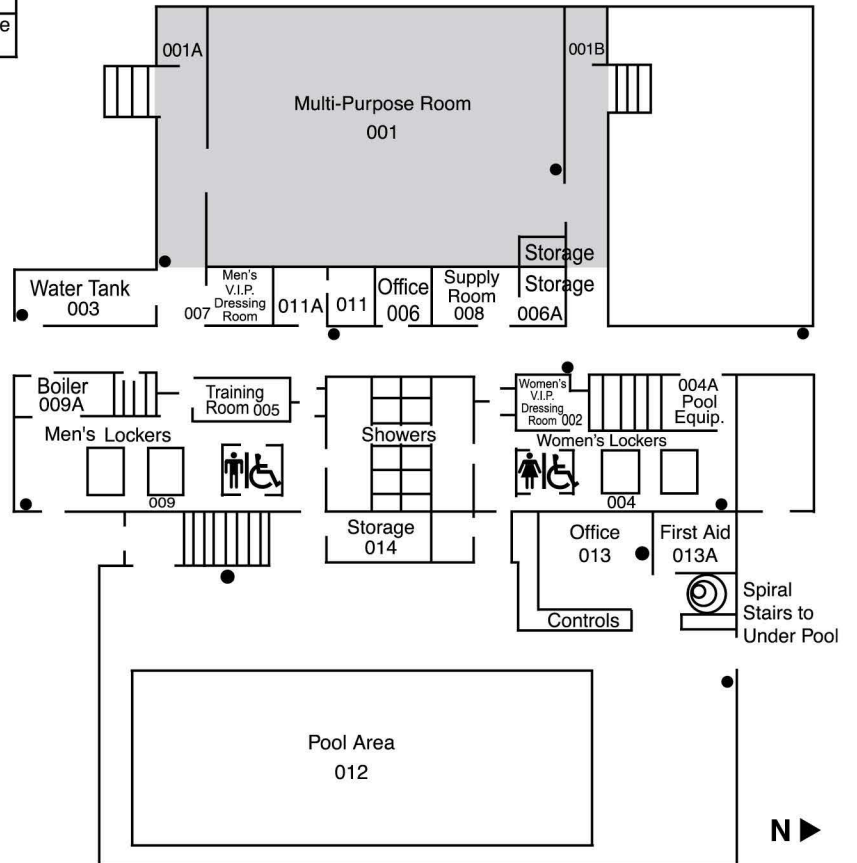 e
001A
001B
Multi-Purpose Room
001
Storage
Water Tank
003
007
Men's
V.I.P.
Dressing
Room
011A
011
Office
006
Supply
Room
008
Storage
006A
Boiler
009A
Training
Room 005
Women's
V.I.P.
Dressing
Room 002
004A
Pool
Equip.
Men's Lockers
Showers
Women's Lockers
009
004
Storage
014
Office
013
First Aid
013A
Controls
Spiral
Stairs to
Under Pool
Pool Area
012
N